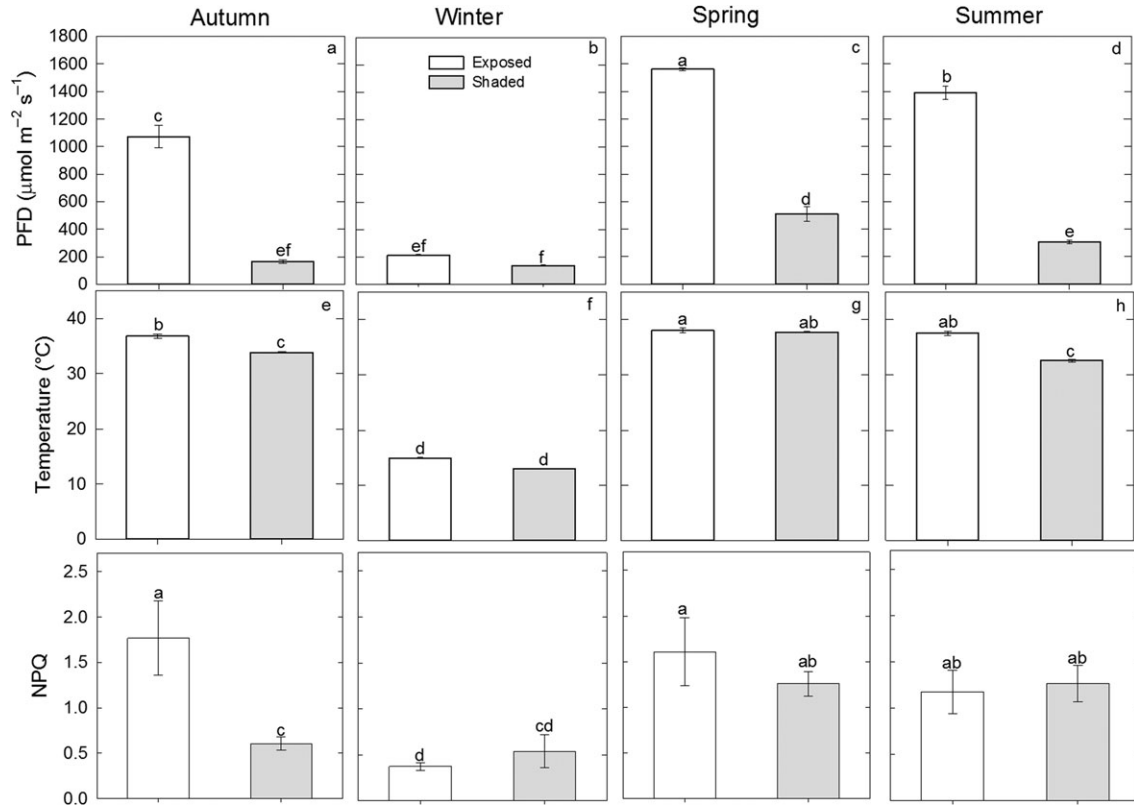 Autumn Winter Spring Summer
PFD (μmol m⁻² s⁻¹)
1800
1600
1400
1200
1000
800
600
400
200
0
a
c
ef
b
Exposed
Shaded
ef
f
c
a
d
d
b
e
Temperature (°C)
40
30
20
10
0
e
b
c
f
d
d
g
a
ab
h
ab
c
NPQ
2.5
2.0
1.5
1.0
0.5
0.0
a
c
d
cd
a
ab
ab
ab